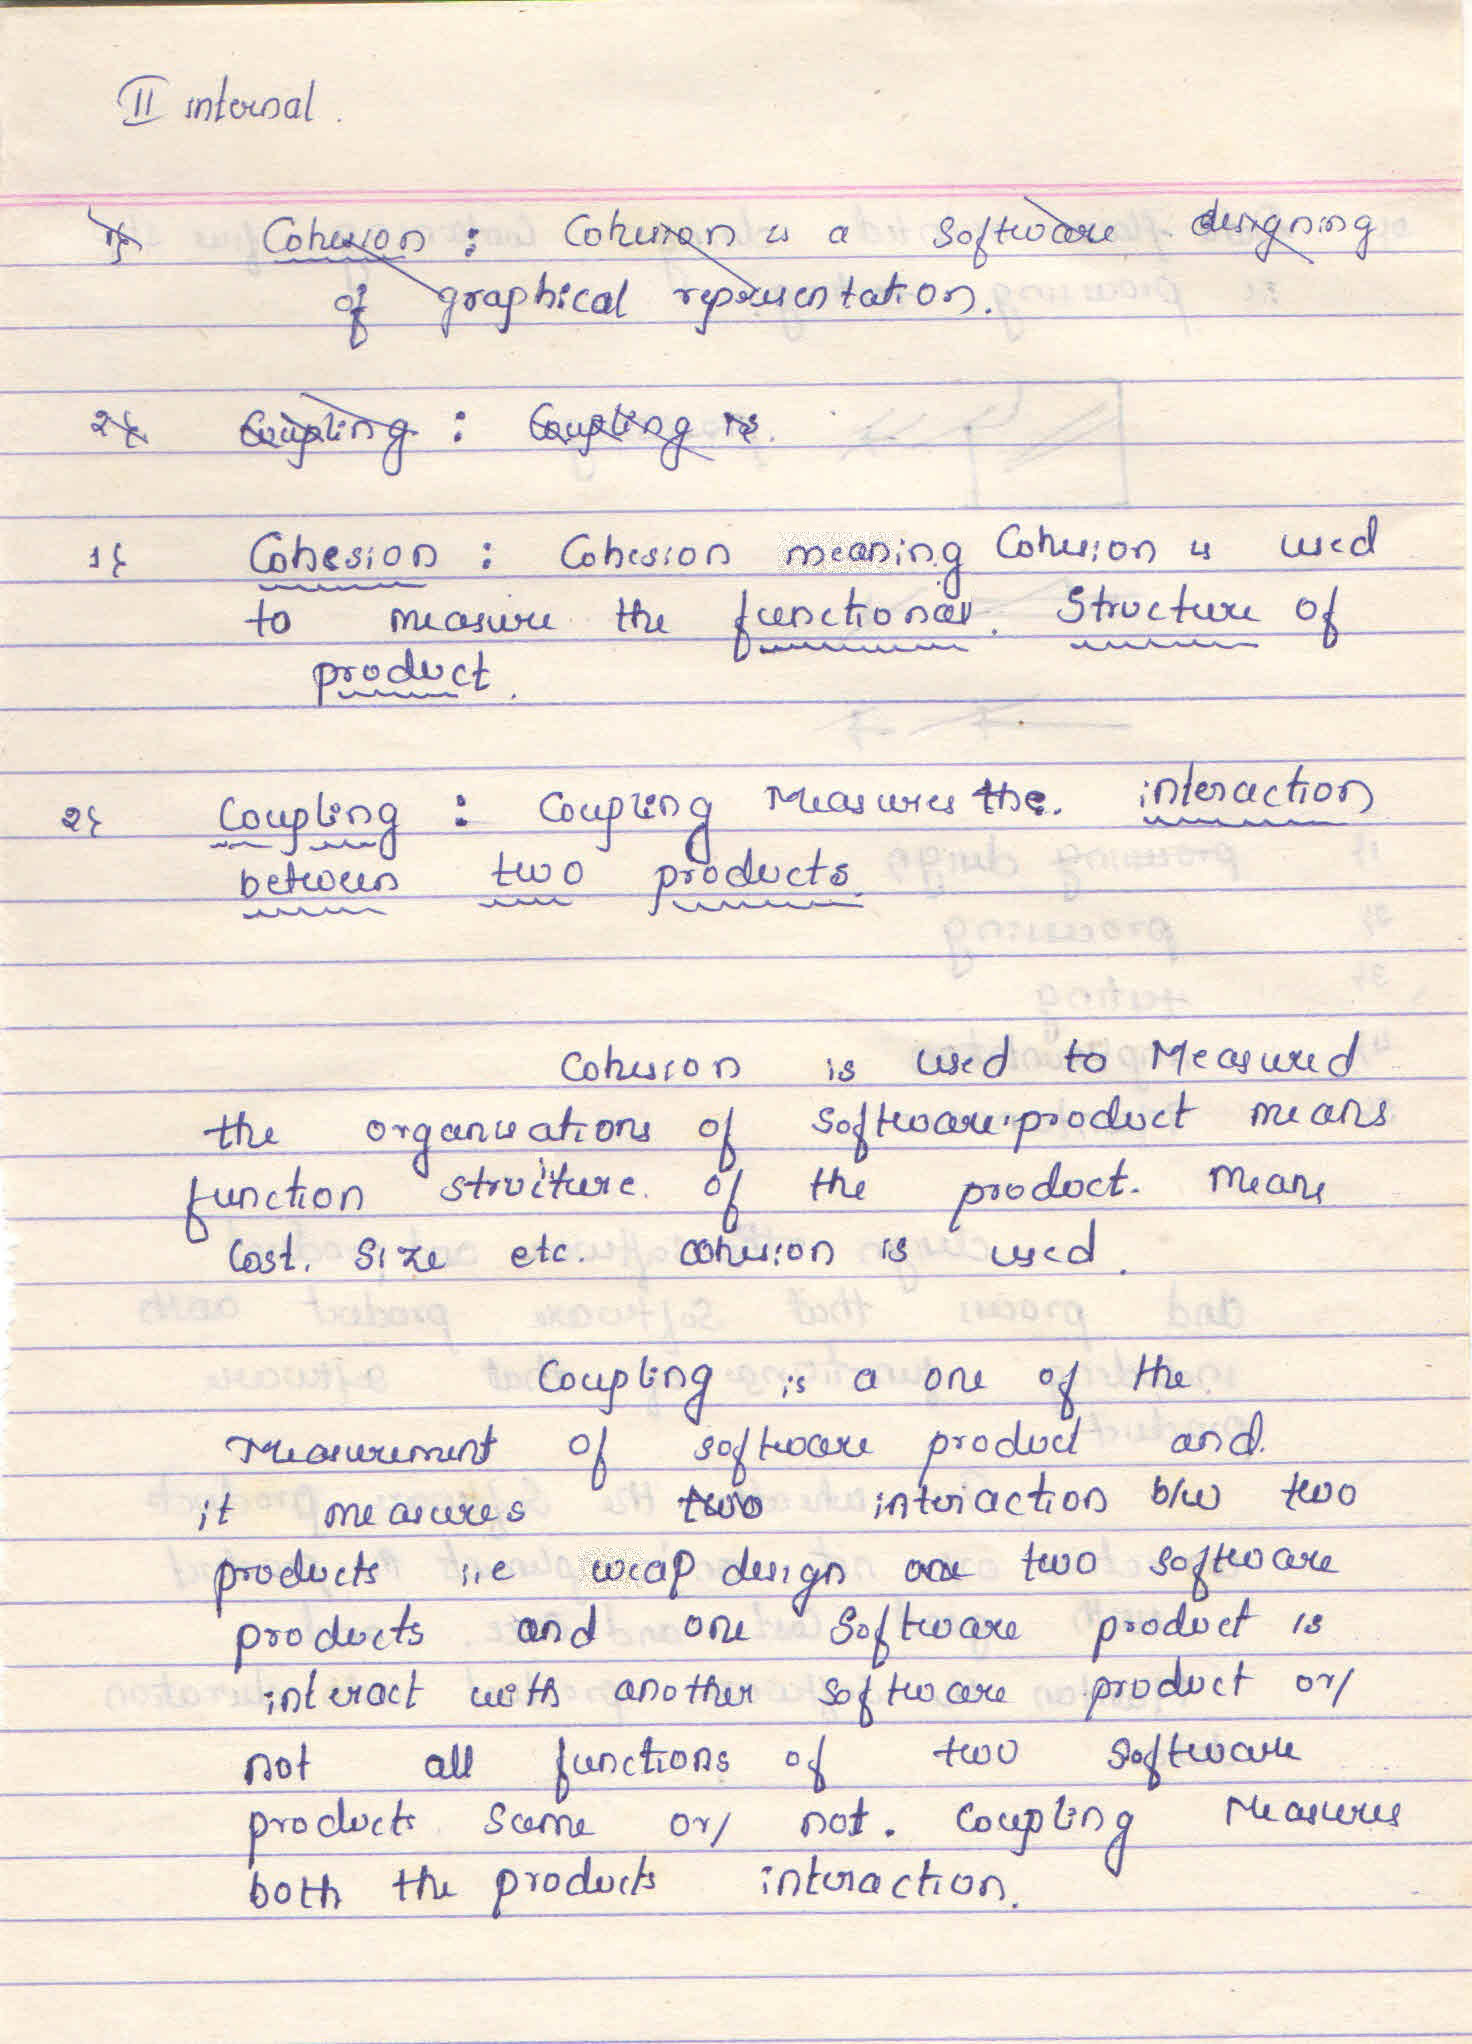 II internal.
1} Cohesion : Cohesion is a software designing
of graphical representation.
2} Coupling : Coupling is.
1} Cohesion : Cohesion meaning Cohesion is used
to measure the functional. Structure of
product.
2} Coupling : Coupling Measures the. interaction
between two products.
Cohesion is used to Measured
the organisations of software product means
function structure. of the product. Means
Cost. Size etc. cohesion is used.
Coupling is a one of the
Measurement of software product and.
it measures two interaction b/w two
products i.e design are two software
products and one software product is
interact with another software product or/
not all functions of two software
products same or/ not. Coupling Measures
both the products interaction.